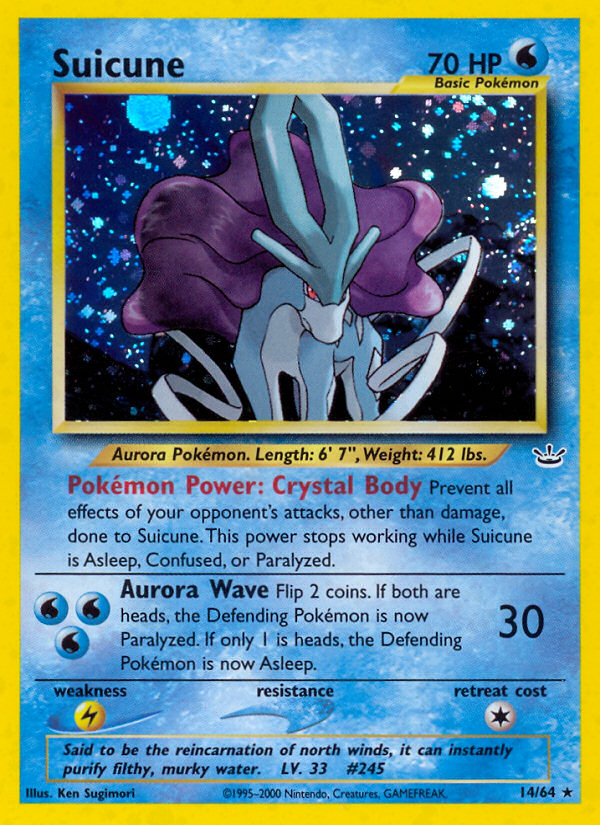 Suicune
70 HP
Basic Pokémon
Aurora Pokémon. Length: 6' 7", Weight: 412 lbs.
Pokémon Power: Crystal Body Prevent all
effects of your opponent's attacks, other than damage,
done to Suicune. This power stops working while Suicune
is Asleep, Confused, or Paralyzed.
Aurora Wave Flip 2 coins. If both are
heads, the Defending Pokémon is now
Paralyzed. If only 1 is heads, the Defending
Pokémon is now Asleep.
30
weakness resistance retreat cost
Said to be the reincarnation of north winds, it can instantly
purify filthy, murky water. LV. 33 #245
Illus. Ken Sugimori ©1995–2000 Nintendo, Creatures, GAMEFREAK. 14/64 ★